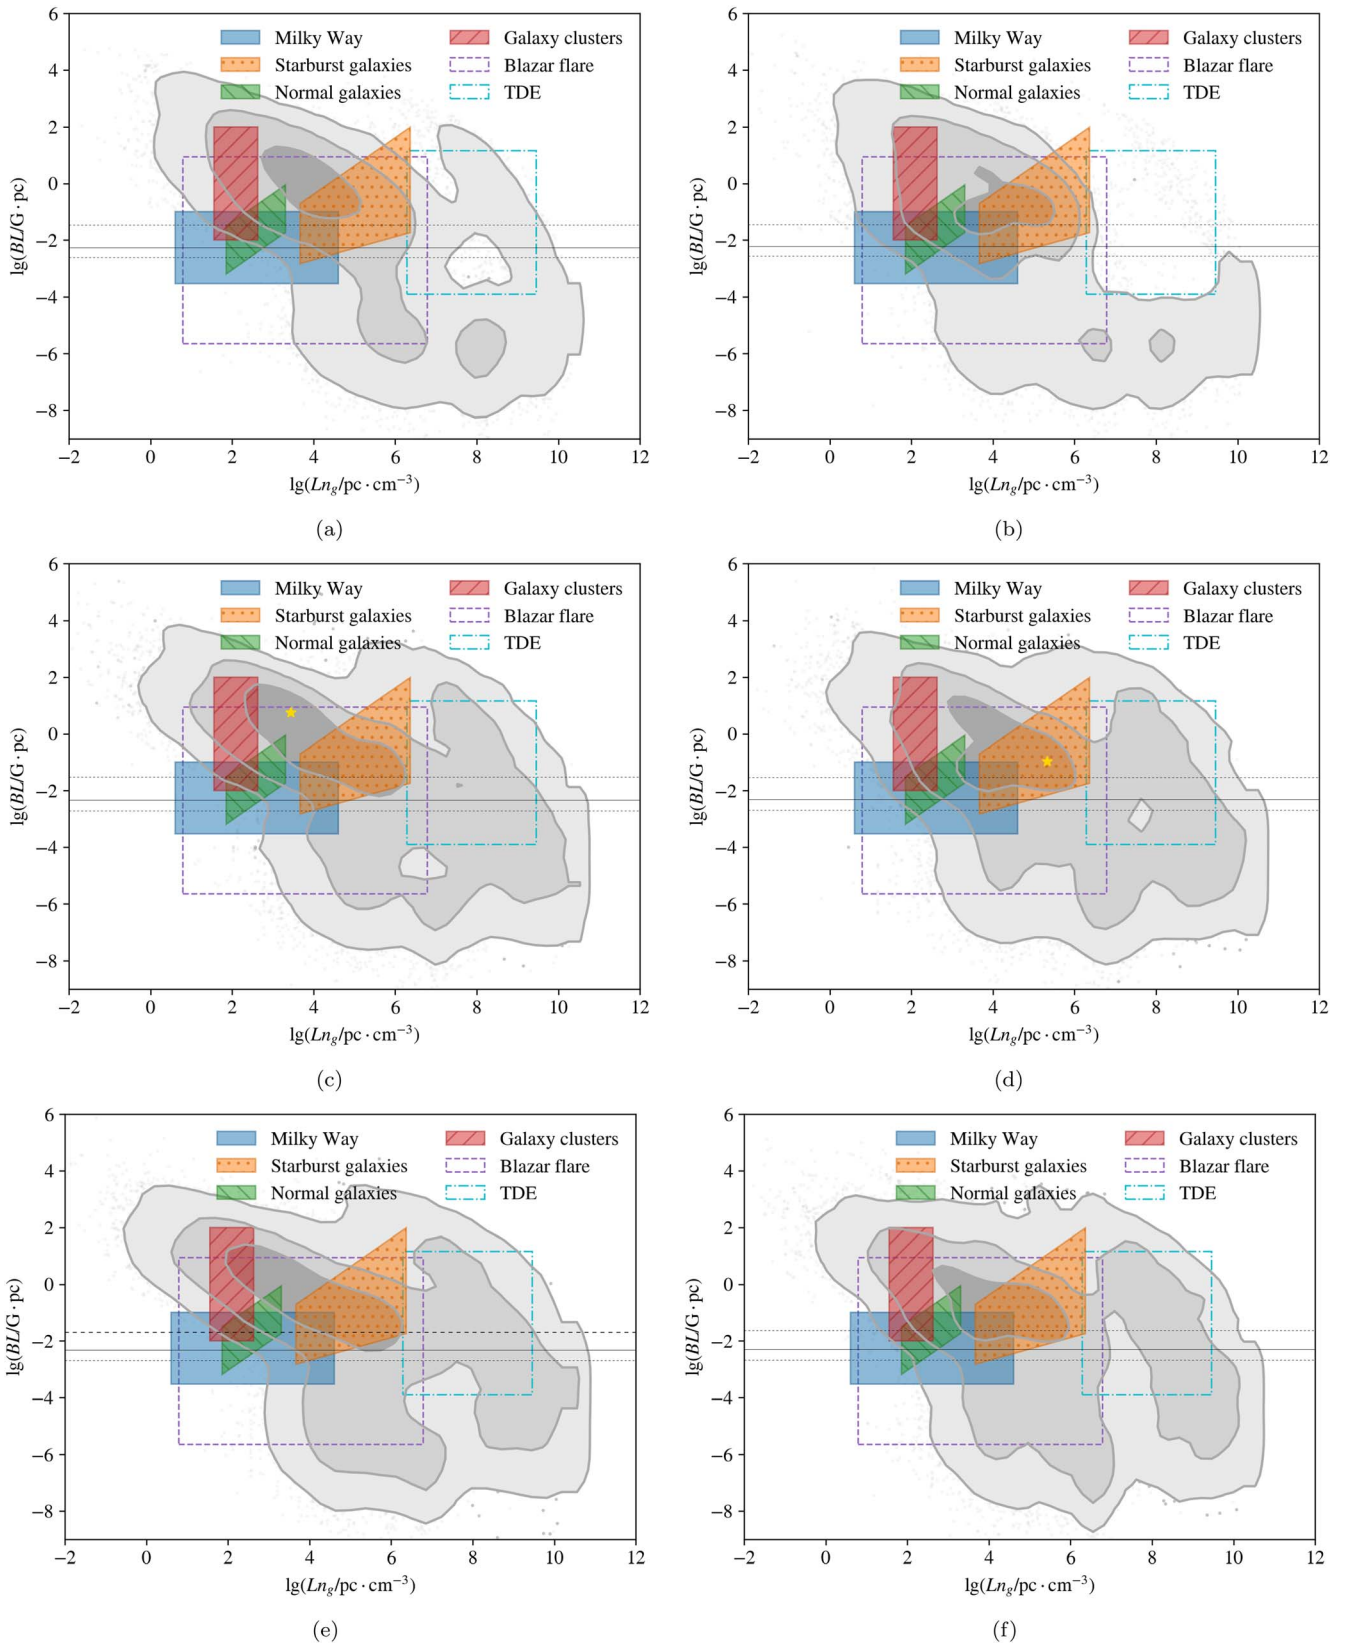 6
4
2
0
−2
−4
−6
−8
lg(BL/G · pc)
Milky Way
Starburst galaxies
Normal galaxies
Galaxy clusters
Blazar flare
TDE
−2 0 2 4 6 8 10 12
lg(Ln_g/pc · cm⁻³)
(a)
6
4
2
0
−2
−4
−6
−8
lg(BL/G · pc)
Milky Way
Starburst galaxies
Normal galaxies
Galaxy clusters
Blazar flare
TDE
−2 0 2 4 6 8 10 12
lg(Ln_g/pc · cm⁻³)
(b)
6
4
2
0
−2
−4
−6
−8
lg(BL/G · pc)
Milky Way
Starburst galaxies
Normal galaxies
Galaxy clusters
Blazar flare
TDE
−2 0 2 4 6 8 10 12
lg(Ln_g/pc · cm⁻³)
(c)
6
4
2
0
−2
−4
−6
−8
lg(BL/G · pc)
Milky Way
Starburst galaxies
Normal galaxies
Galaxy clusters
Blazar flare
TDE
−2 0 2 4 6 8 10 12
lg(Ln_g/pc · cm⁻³)
(d)
6
4
2
0
−2
−4
−6
−8
lg(BL/G · pc)
Milky Way
Starburst galaxies
Normal galaxies
Galaxy clusters
Blazar flare
TDE
−2 0 2 4 6 8 10 12
lg(Ln_g/pc · cm⁻³)
(e)
6
4
2
0
−2
−4
−6
−8
lg(BL/G · pc)
Milky Way
Starburst galaxies
Normal galaxies
Galaxy clusters
Blazar flare
TDE
−2 0 2 4 6 8 10 12
lg(Ln_g/pc · cm⁻³)
(f)